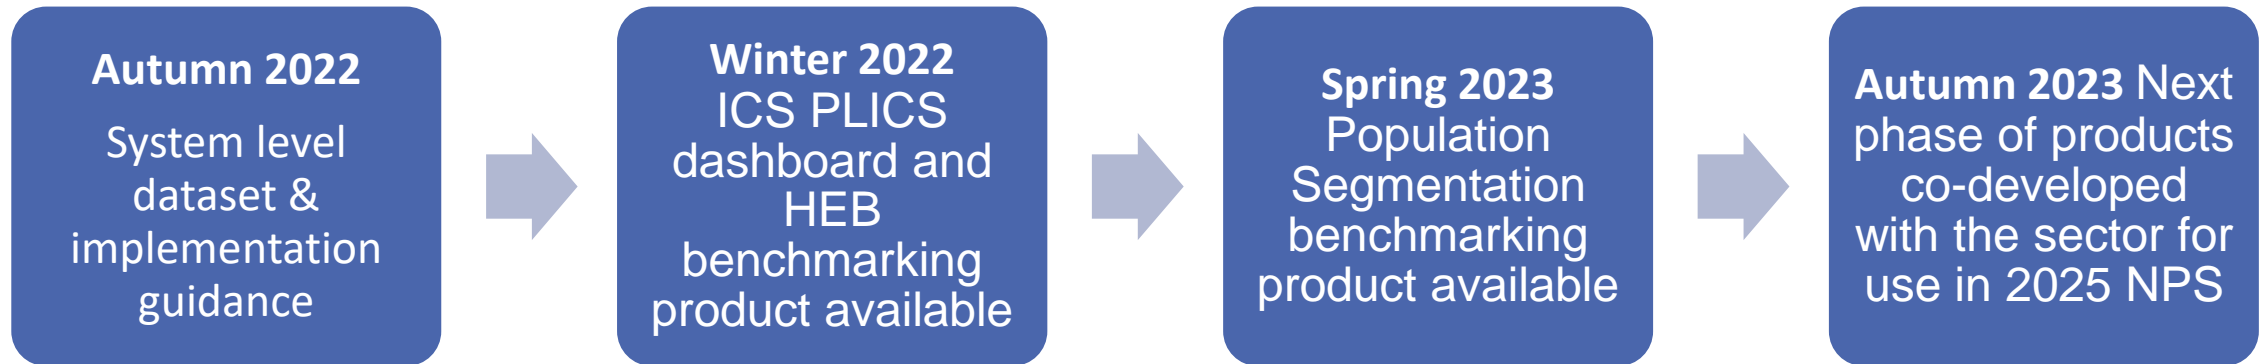 Autumn 2022
System level
dataset &
implementation
guidance
Winter 2022
ICS PLICS
dashboard and
HEB
benchmarking
product available
Spring 2023
Population
Segmentation
benchmarking
product available
Autumn 2023 Next
phase of products
co-developed
with the sector for
use in 2025 NPS